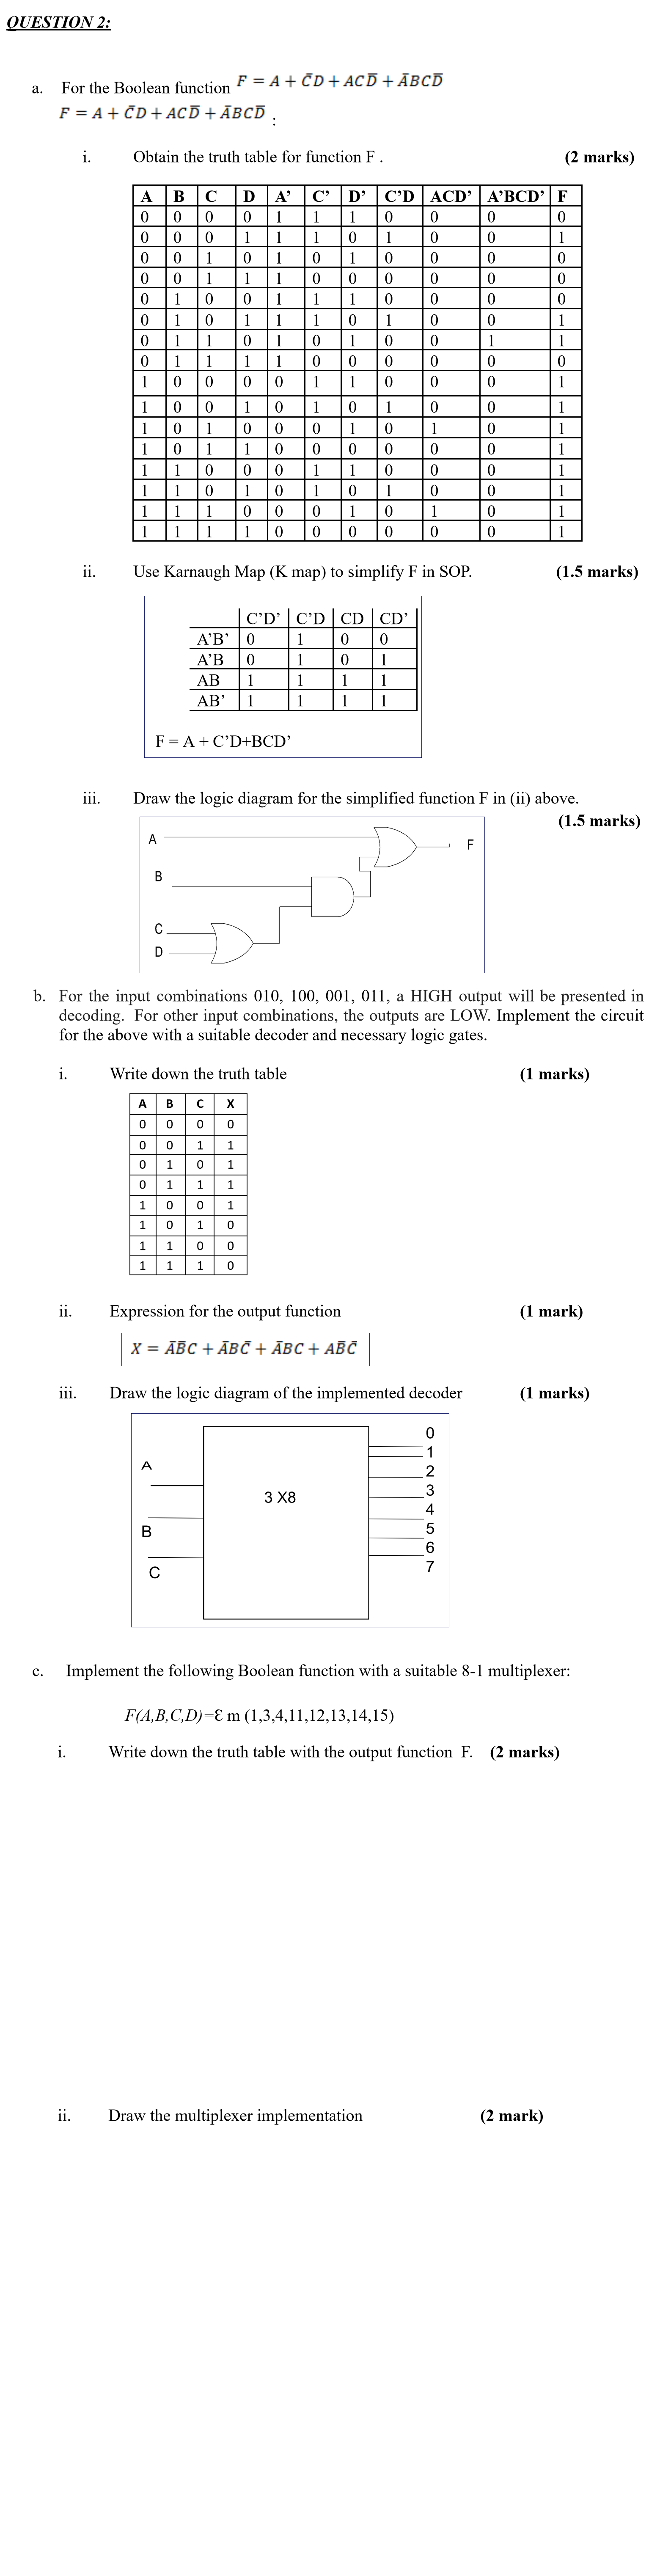 QUESTION 2:
a. For the Boolean function F = A + C̄D + ACD̄ + ĀBCD̄
F = A + C̄D + ACD̄ + ĀBCD̄ :
i. Obtain the truth table for function F . (2 marks)
A B C D A’ C’ D’ C’D ACD’ A’BCD’ F
0 0 0 0 1 1 1 0 0 0 0
0 0 0 1 1 1 0 1 0 0 1
0 0 1 0 1 0 1 0 0 0 0
0 0 1 1 1 0 0 0 0 0 0
0 1 0 0 1 1 1 0 0 0 0
0 1 0 1 1 1 0 1 0 0 1
0 1 1 0 1 0 1 0 0 1 1
0 1 1 1 1 0 0 0 0 0 0
1 0 0 0 0 1 1 0 0 0 1
1 0 0 1 0 1 0 1 0 0 1
1 0 1 0 0 0 1 0 1 0 1
1 0 1 1 0 0 0 0 0 0 1
1 1 0 0 0 1 1 0 0 0 1
1 1 0 1 0 1 0 1 0 0 1
1 1 1 0 0 0 1 0 1 0 1
1 1 1 1 0 0 0 0 0 0 1
ii. Use Karnaugh Map (K map) to simplify F in SOP. (1.5 marks)
C’D’ C’D CD CD’
A’B’ 0 1 0 0
A’B 0 1 0 1
AB 1 1 1 1
AB’ 1 1 1 1
F = A + C’D+BCD’
iii. Draw the logic diagram for the simplified function F in (ii) above.
(1.5 marks)
A
F
B
C
D
b. For the input combinations 010, 100, 001, 011, a HIGH output will be presented in
decoding. For other input combinations, the outputs are LOW. Implement the circuit
for the above with a suitable decoder and necessary logic gates.
i. Write down the truth table (1 marks)
A B C X
0 0 0 0
0 0 1 1
0 1 0 1
0 1 1 1
1 0 0 1
1 0 1 0
1 1 0 0
1 1 1 0
ii. Expression for the output function (1 mark)
X = ĀB̄C + ĀBC̄ + ĀBC + AB̄C̄
iii. Draw the logic diagram of the implemented decoder (1 marks)
0
1
A
2
3
3 X8
4
5
B
6
7
C
c. Implement the following Boolean function with a suitable 8-1 multiplexer:
F(A,B,C,D)=Ɛ m (1,3,4,11,12,13,14,15)
i. Write down the truth table with the output function F. (2 marks)
ii. Draw the multiplexer implementation (2 mark)